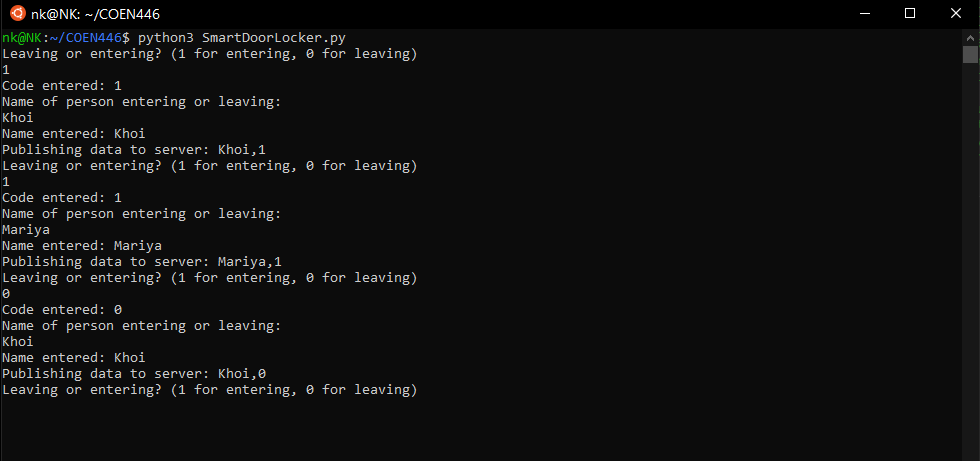 nk@NK: ~/COEN446
nk@NK:~/COEN446$ python3 SmartDoorLocker.py
Leaving or entering? (1 for entering, 0 for leaving)
1
Code entered: 1
Name of person entering or leaving:
Khoi
Name entered: Khoi
Publishing data to server: Khoi,1
Leaving or entering? (1 for entering, 0 for leaving)
1
Code entered: 1
Name of person entering or leaving:
Mariya
Name entered: Mariya
Publishing data to server: Mariya,1
Leaving or entering? (1 for entering, 0 for leaving)
0
Code entered: 0
Name of person entering or leaving:
Khoi
Name entered: Khoi
Publishing data to server: Khoi,0
Leaving or entering? (1 for entering, 0 for leaving)